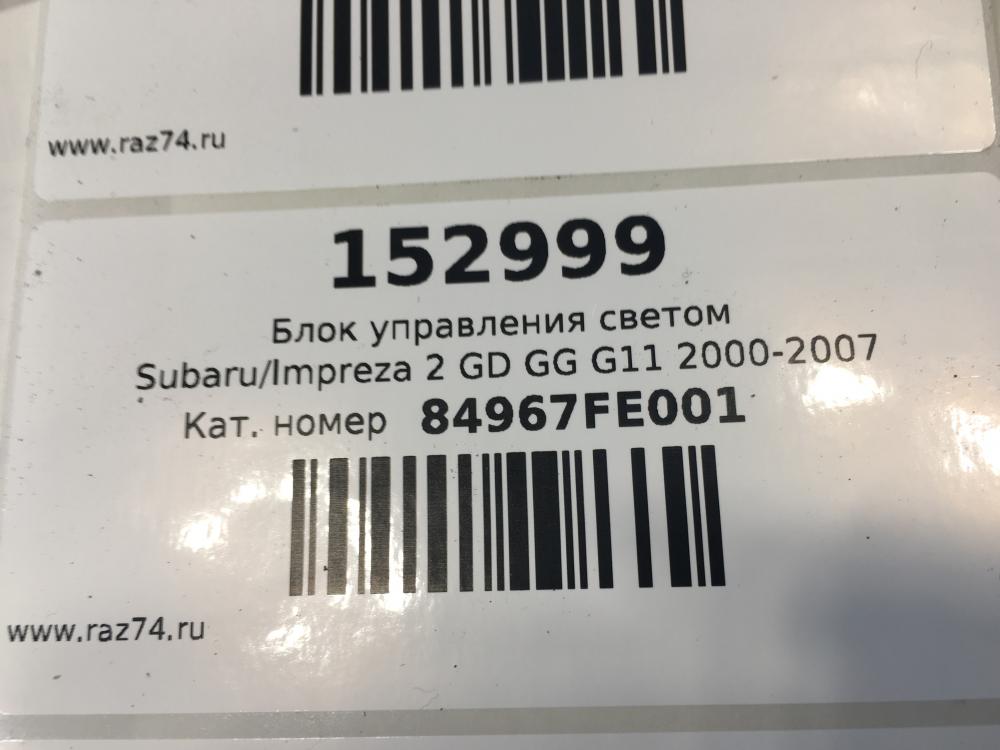 www.raz74.ru
152999
Блок управления светом
Subaru/Impreza 2 GD GG G11 2000-2007
Кат. номер 84967FE001
www.raz74.ru